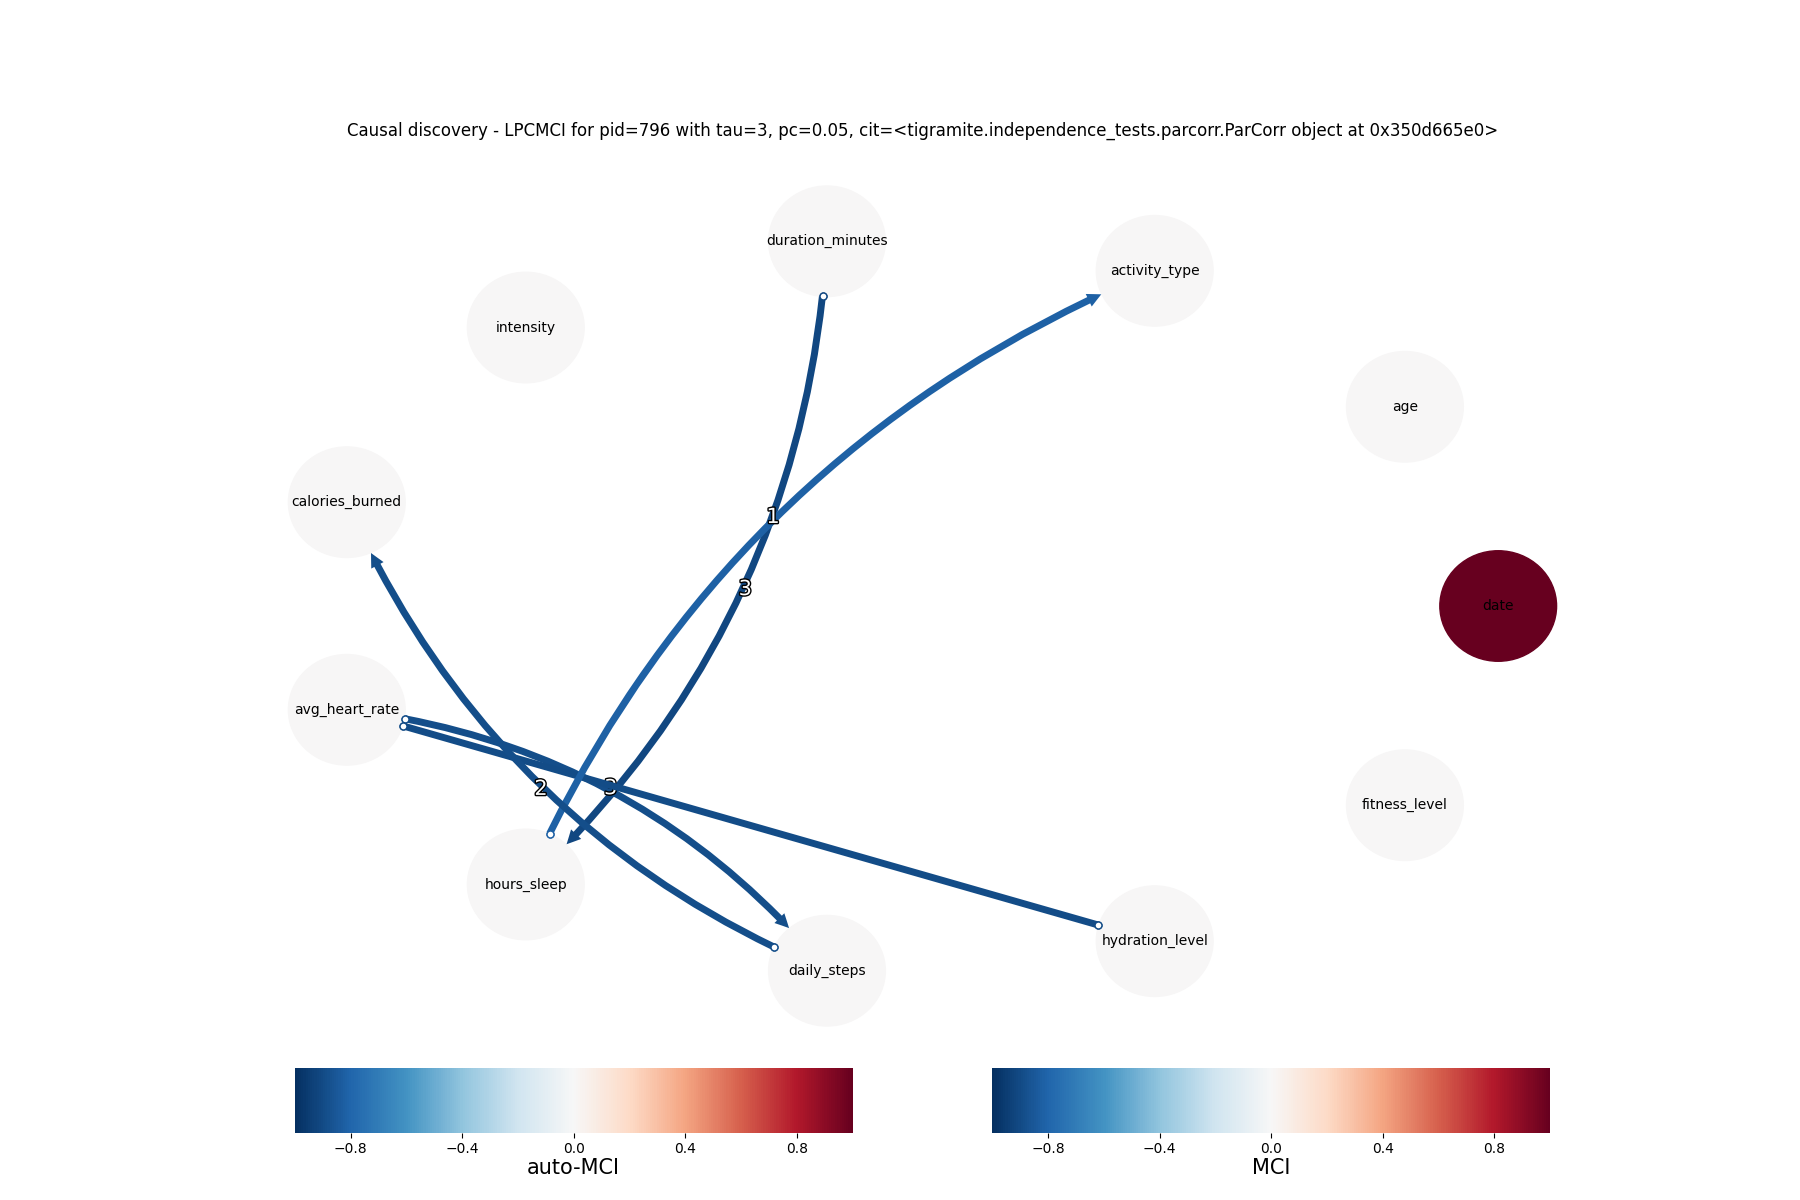 Causal discovery - LPCMCI for pid=796 with tau=3, pc=0.05, cit=<tigramite.independence_tests.parcorr.ParCorr object at 0x350d665e0>
duration_minutes
activity_type
intensity
age
calories_burned
1
3
date
avg_heart_rate
2
3
fitness_level
hours_sleep
hydration_level
daily_steps
−0.8 −0.4 0.0 0.4 0.8
auto-MCI
−0.8 −0.4 0.0 0.4 0.8
MCI